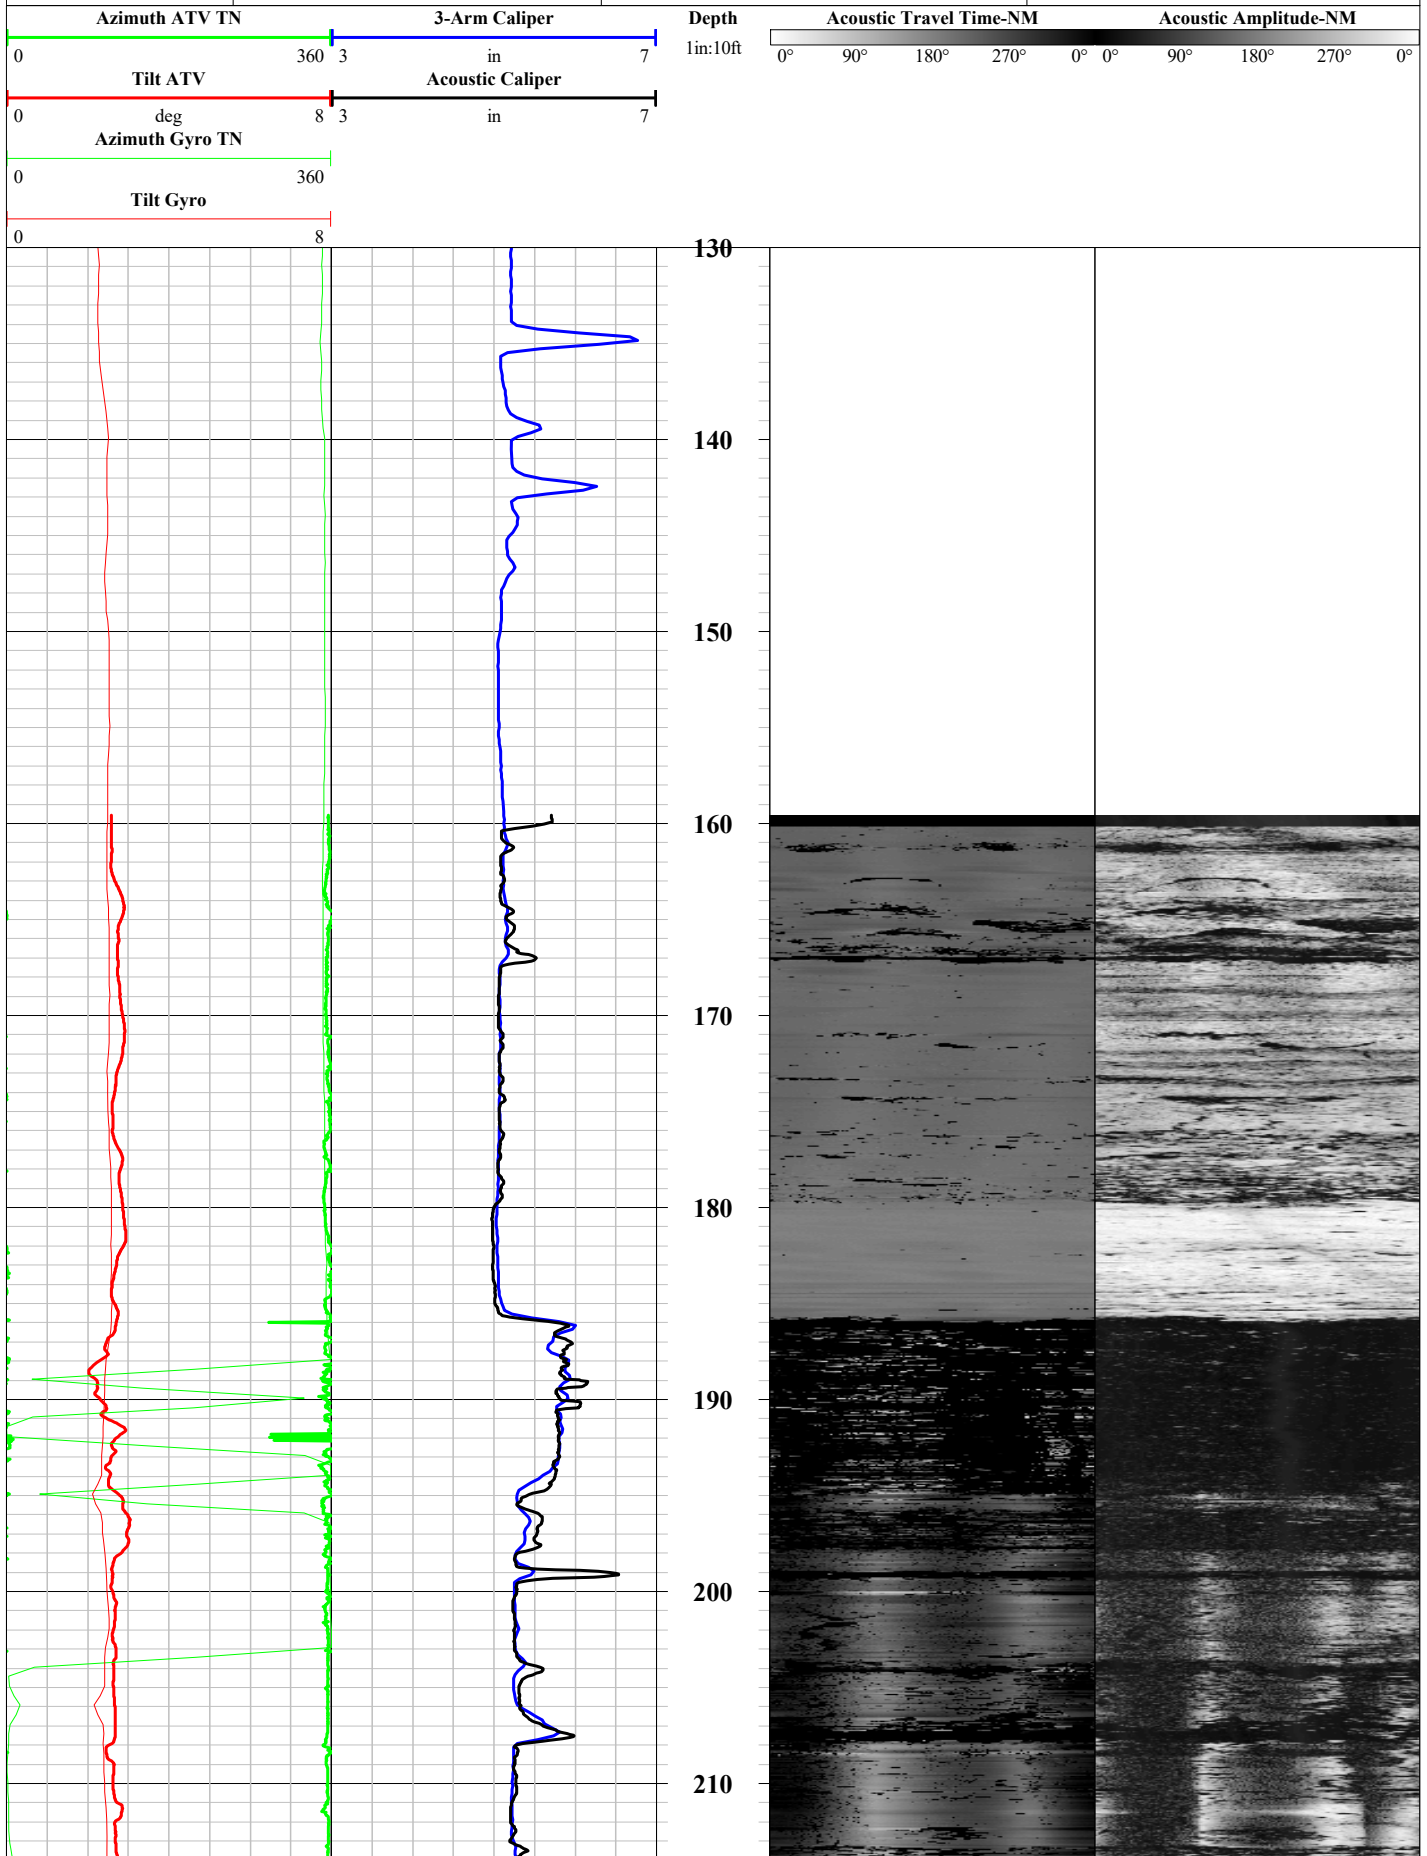 Azimuth ATV TN 3-Arm Caliper Depth Acoustic Travel Time-NM Acoustic Amplitude-NM
0 360 3 in 7 1in:10ft 0° 90° 180° 270° 0° 0° 90° 180° 270° 0°
Tilt ATV Acoustic Caliper
0 deg 8 3 in 7
Azimuth Gyro TN
0 360
Tilt Gyro
0 8
130
140
150
160
170
180
190
200
210